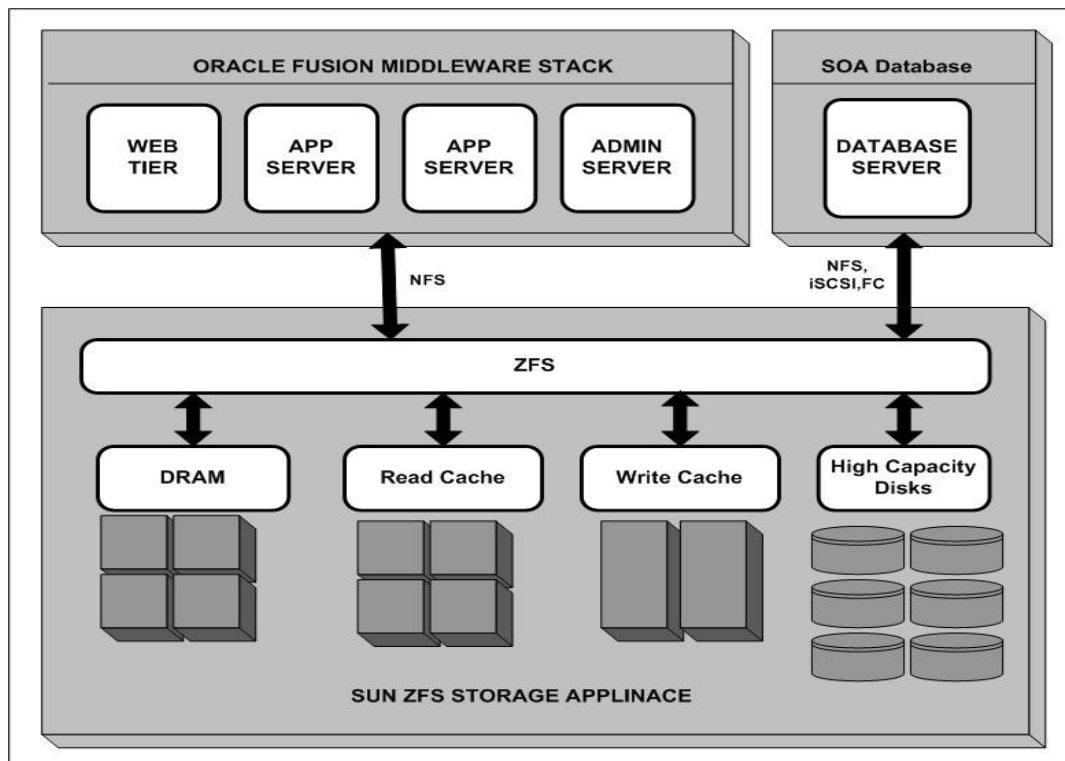 ORACLE FUSION MIDDLEWARE STACK
WEB
TIER
APP
SERVER
APP
SERVER
ADMIN
SERVER
SOA Database
DATABASE
SERVER
NFS
NFS,
iSCSI,FC
ZFS
DRAM
Read Cache
Write Cache
High Capacity
Disks
SUN ZFS STORAGE APPLINACE